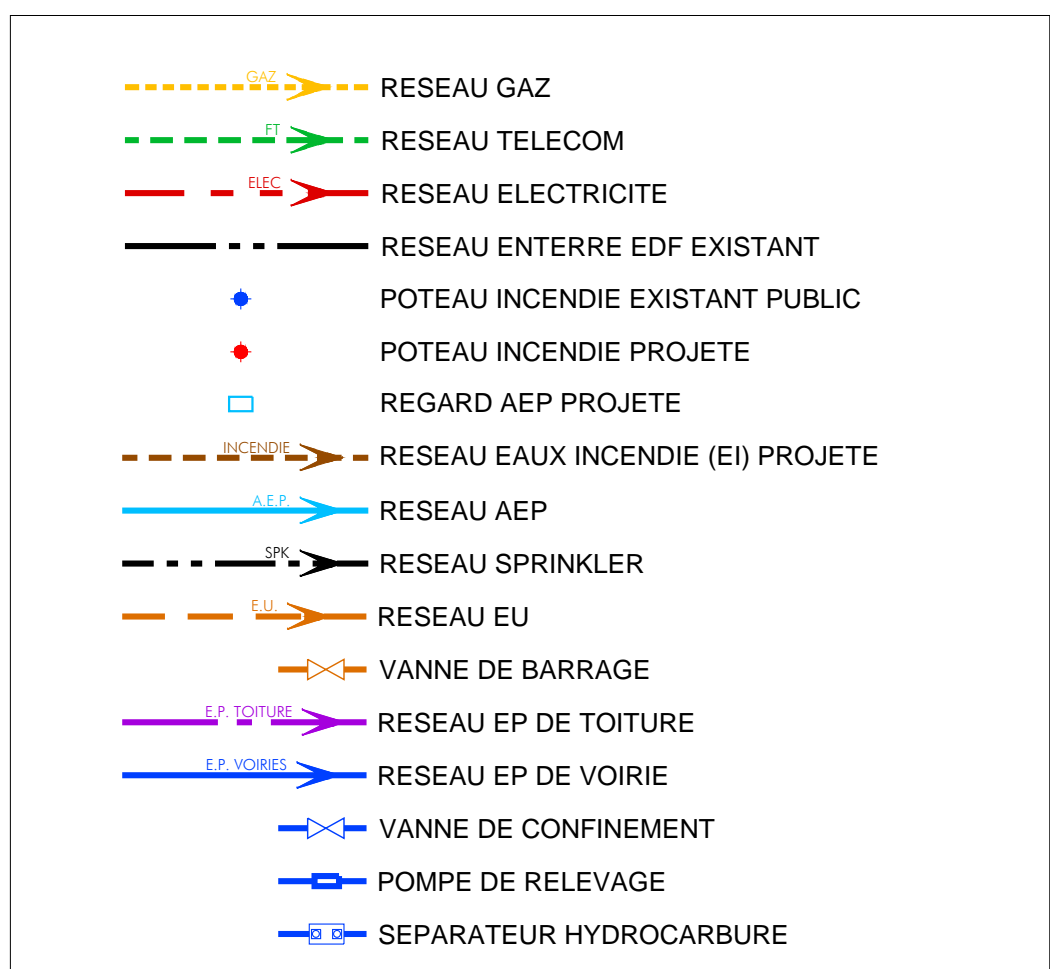 GAZ RESEAU GAZ
FT RESEAU TELECOM
ELEC RESEAU ELECTRICITE
RESEAU ENTERRE EDF EXISTANT
POTEAU INCENDIE EXISTANT PUBLIC
POTEAU INCENDIE PROJETE
REGARD AEP PROJETE
INCENDIE RESEAU EAUX INCENDIE (EI) PROJETE
A.E.P. RESEAU AEP
SPK RESEAU SPRINKLER
E.U. RESEAU EU
VANNE DE BARRAGE
E.P. TOITURE RESEAU EP DE TOITURE
E.P. VOIRIES RESEAU EP DE VOIRIE
VANNE DE CONFINEMENT
POMPE DE RELEVAGE
SEPARATEUR HYDROCARBURE